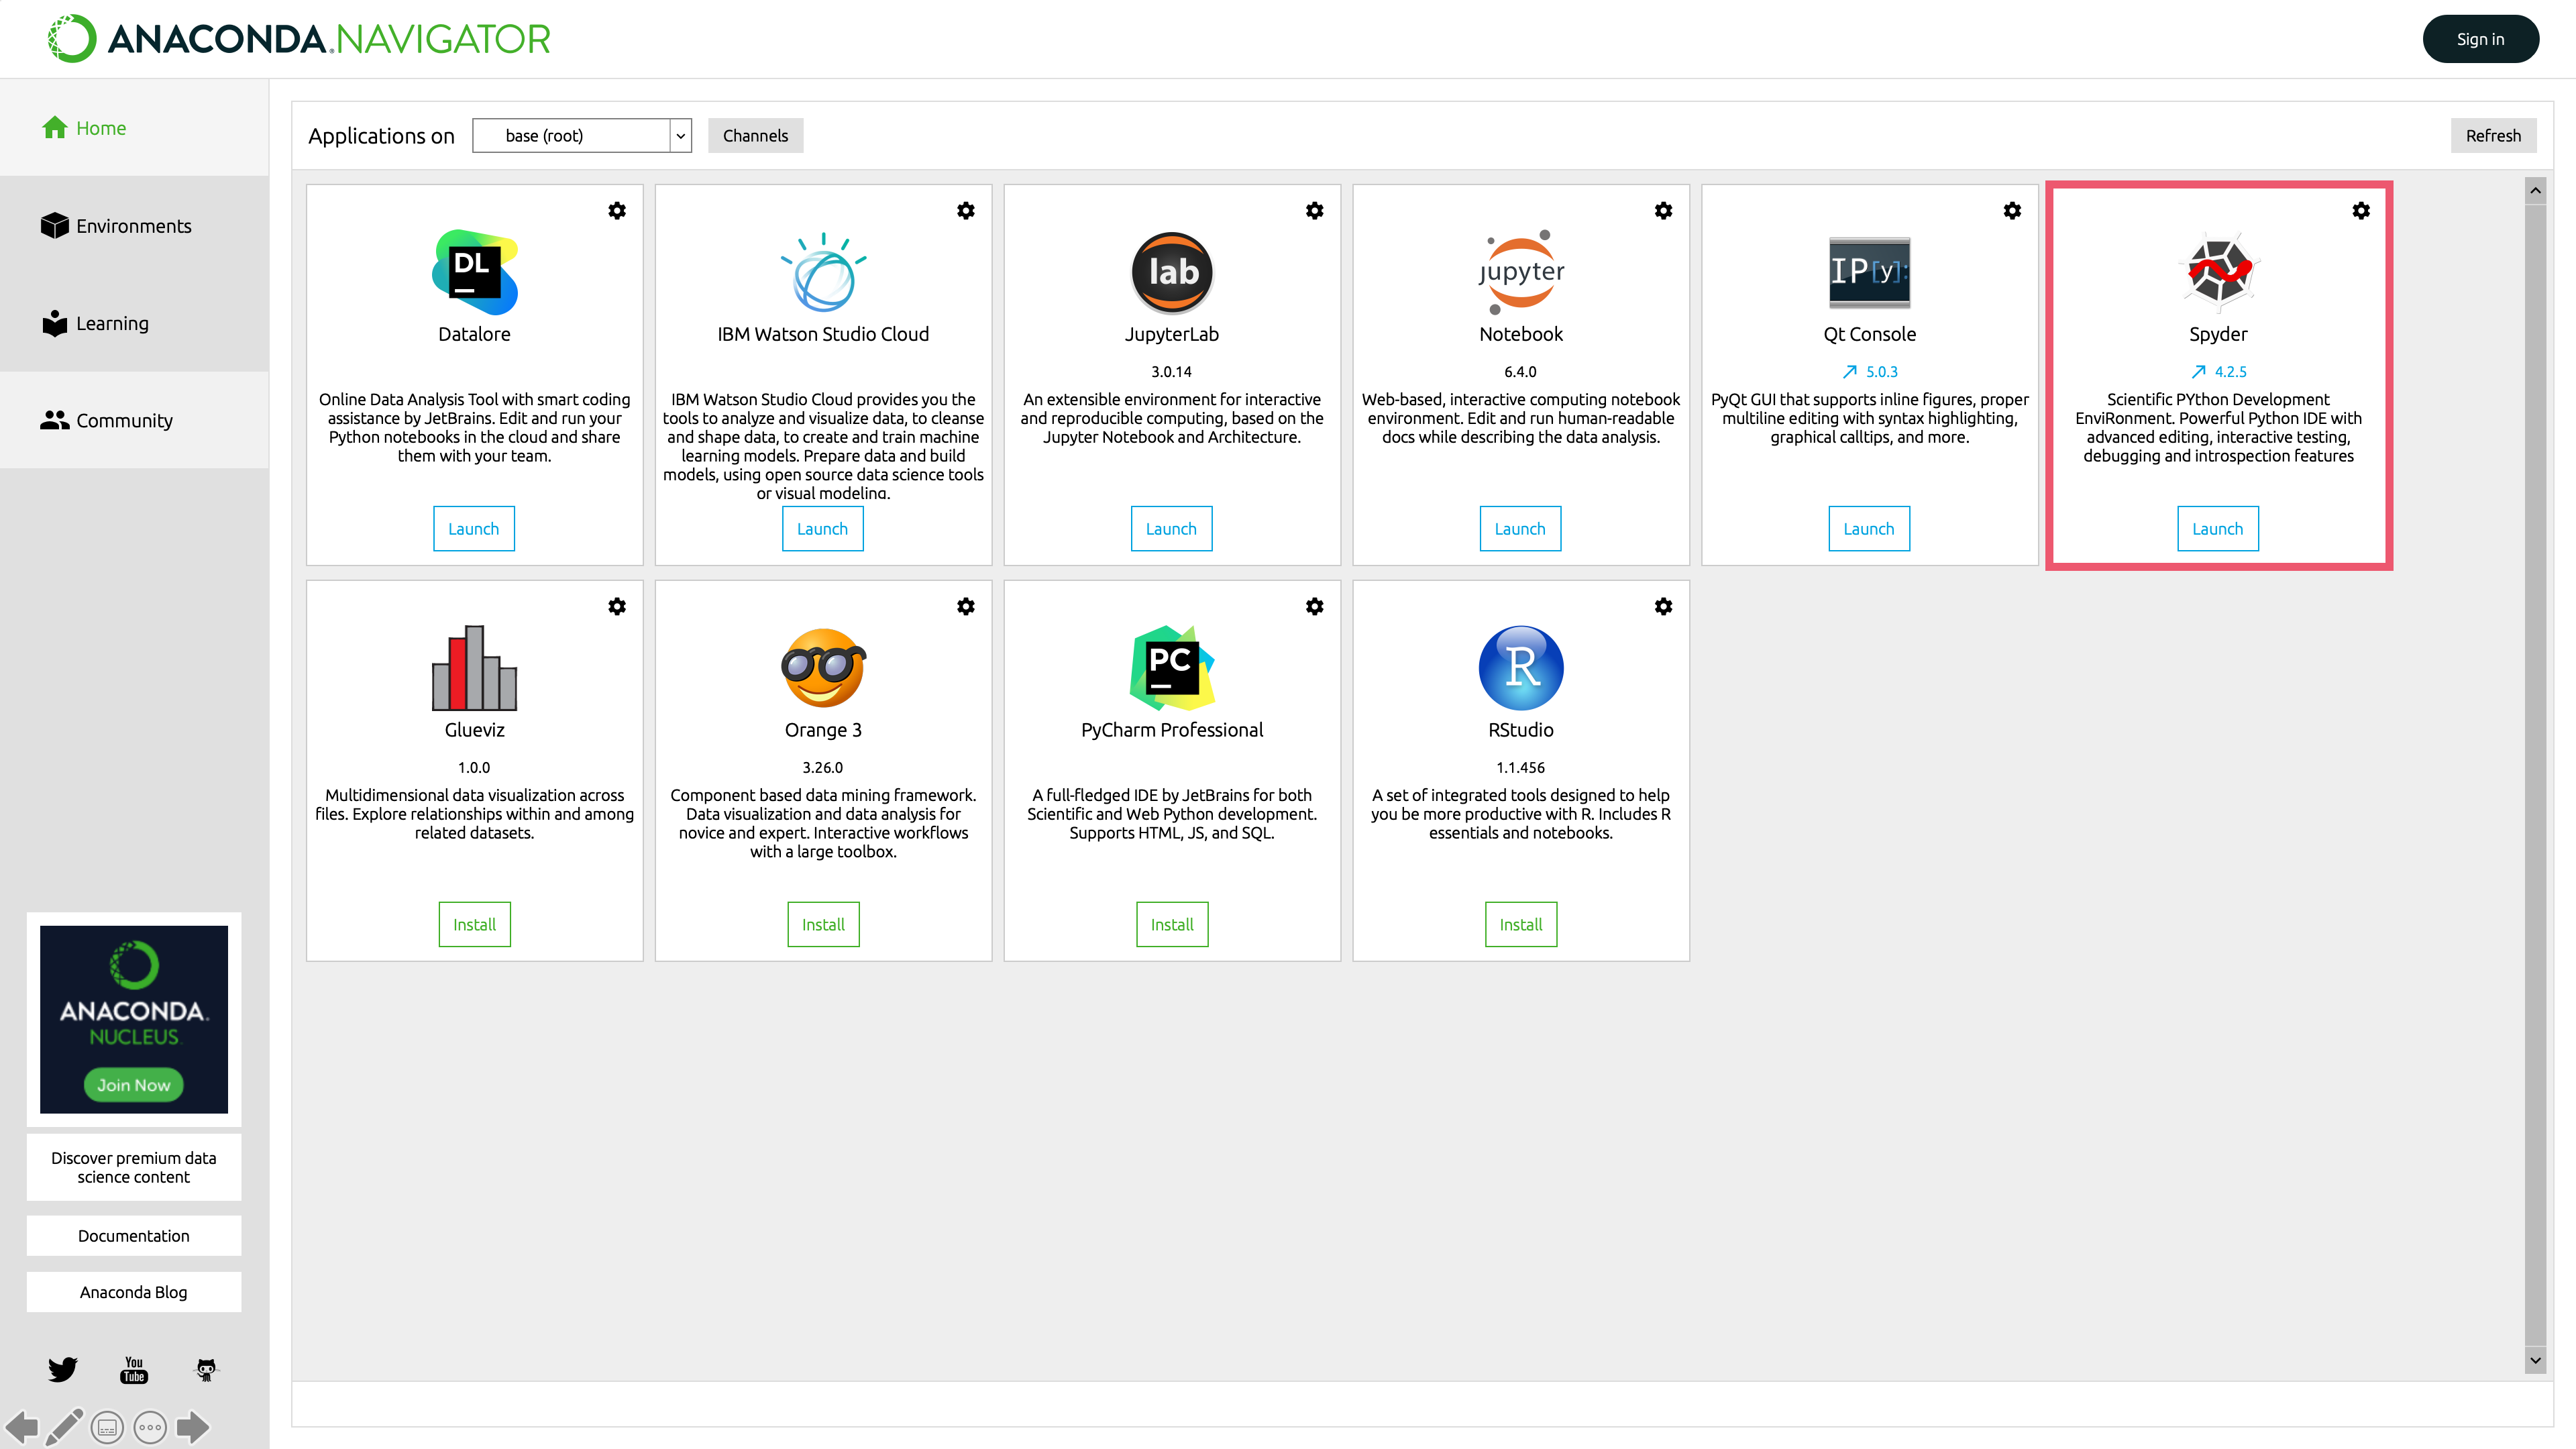 ANACONDA.NAVIGATOR
Sign in
Home
Environments
Learning
Community
Applications on
base (root)
Channels
Refresh
DL
Datalore
Online Data Analysis Tool with smart coding
assistance by JetBrains. Edit and run your
Python notebooks in the cloud and share
them with your team.
Launch
IBM Watson Studio Cloud
IBM Watson Studio Cloud provides you the
tools to analyze and visualize data, to cleanse
and shape data, to create and train machine
learning models. Prepare data and build
models, using open source data science tools
or visual modeling.
Launch
lab
JupyterLab
3.0.14
An extensible environment for interactive
and reproducible computing, based on the
Jupyter Notebook and Architecture.
Launch
jupyter
Notebook
6.4.0
Web-based, interactive computing notebook
environment. Edit and run human-readable
docs while describing the data analysis.
Launch
IP[y]:
Qt Console
5.0.3
PyQt GUI that supports inline figures, proper
multiline editing with syntax highlighting,
graphical calltips, and more.
Launch
Spyder
4.2.5
Scientific PYthon Development
EnviRonment. Powerful Python IDE with
advanced editing, interactive testing,
debugging and introspection features
Launch
Glueviz
1.0.0
Multidimensional data visualization across
files. Explore relationships within and among
related datasets.
Install
Orange 3
3.26.0
Component based data mining framework.
Data visualization and data analysis for
novice and expert. Interactive workflows
with a large toolbox.
Install
PC
PyCharm Professional
A full-fledged IDE by JetBrains for both
Scientific and Web Python development.
Supports HTML, JS, and SQL.
Install
R
RStudio
1.1.456
A set of integrated tools designed to help
you be more productive with R. Includes R
essentials and notebooks.
Install
ANACONDA.
NUCLEUS
Join Now
Discover premium data
science content
Documentation
Anaconda Blog
You
Tube